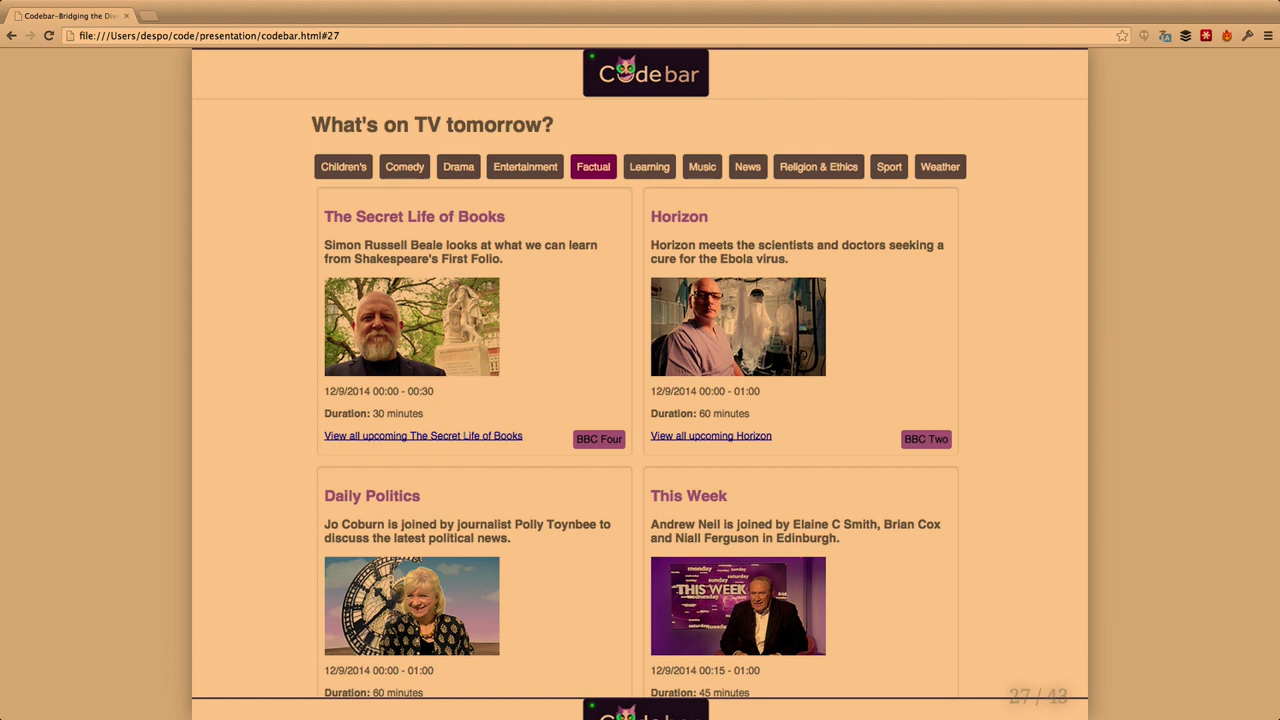 Codebar-Bridging the Div
file:///Users/despo/code/presentation/codebar.html#27
Codebar
What's on TV tomorrow?
Children's Comedy Drama Entertainment Factual Learning Music News Religion & Ethics Sport Weather
The Secret Life of Books
Simon Russell Beale looks at what we can learn
from Shakespeare's First Folio.
12/9/2014 00:00 - 00:30
Duration: 30 minutes
View all upcoming The Secret Life of Books
BBC Four
Horizon
Horizon meets the scientists and doctors seeking a
cure for the Ebola virus.
12/9/2014 00:00 - 01:00
Duration: 60 minutes
View all upcoming Horizon
BBC Two
Daily Politics
Jo Coburn is joined by journalist Polly Toynbee to
discuss the latest political news.
12/9/2014 00:00 - 01:00
Duration: 60 minutes
This Week
Andrew Neil is joined by Elaine C Smith, Brian Cox
and Niall Ferguson in Edinburgh.
monday
sunday
saturday
THIS WEEK
wednesday
12/9/2014 00:15 - 01:00
Duration: 45 minutes
27 / 43
Codebar